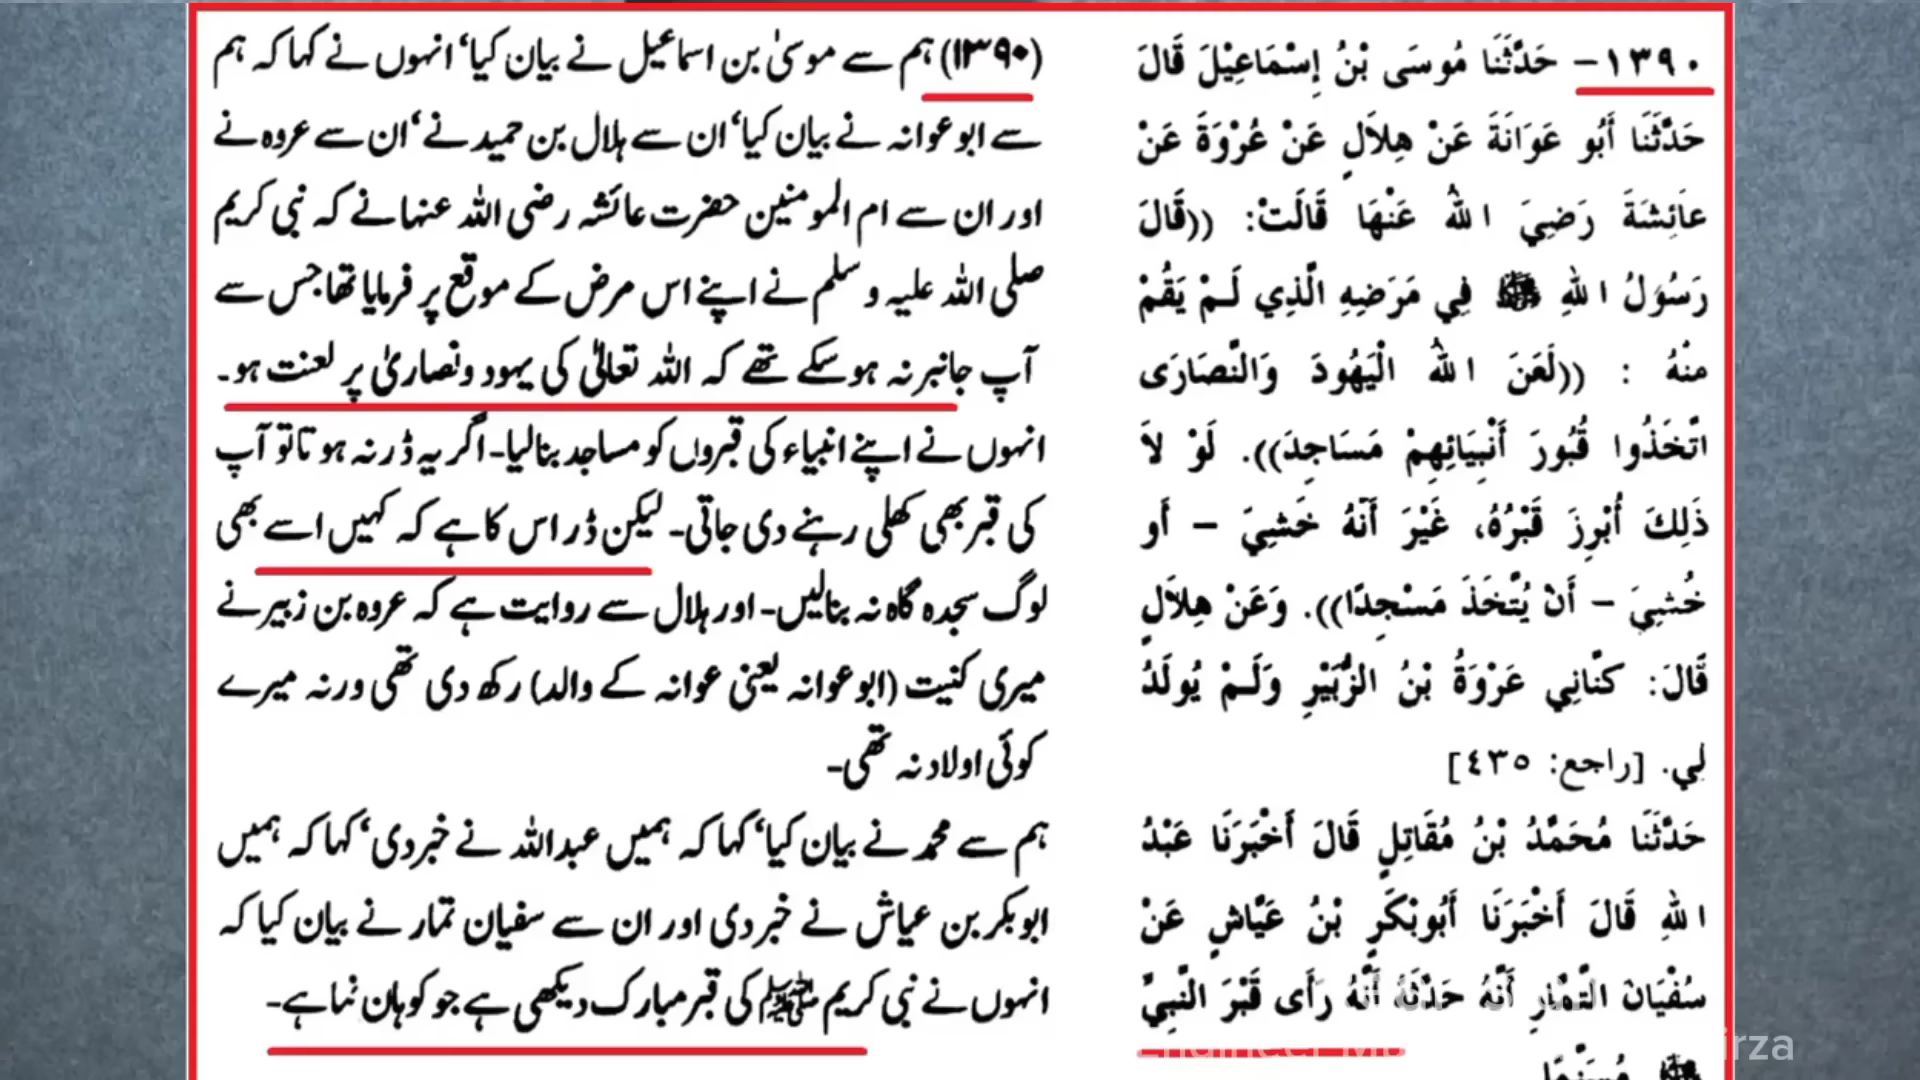 ١٣٩٠- حَدَّثَنَا مُوسَى بْنُ إِسْمَاعِيْلَ قَالَ
حَدَّثَنَا أَبُو عَوَانَةَ عَنْ هِلاَلٍ عَنْ عُرْوَةَ عَنْ
عائِشَةَ رَضِيَ اللهُ عَنْهَا قَالَتْ: ((قَالَ
رَسُوْلُ اللهِ ﷺ فِي مَرَضِهِ الَّذِي لَـمْ يَقُمْ
مِنْهُ : ((لَعَنَ اللهُ الْيَهُودَ وَالنَّصَارَى
اتَّخَذُوا قُبُورَ أَنْبِيَائِهِمْ مَسَاجِدَ)). لَوْ لاَ
ذَلِكَ أُبْرِزَ قَبْرُهُ، غَيْرَ أَنَّهُ خَشِيَ – أَو
خُشِيَ – أَنْ يُتَّخَذَ مَسْجِدًا)). وَعَنْ هِلاَلٍ
قَالَ: كَنَّانِي عُرْوَةُ بْنُ الزُّبَيْرِ وَلَـمْ يُولَدْ
لِي. [راجع: ٤٣٥]
حَدَّثَنَا مُحَمَّدُ بْنُ مُقَاتِلٍ قَالَ أَخْبَرَنَا عَبْدُ
اللهِ قَالَ أَخْبَرَنَا أَبُوبَكْرِ بْنُ عَيَّاشٍ عَنْ
سُفْيَانَ التَّمَّارِ أَنَّهُ حَدَّثَهُ أَنَّهُ رَأَى قَبْرَ النَّبِيِّ
ﷺ مُسَنَّمًا
(۱۳۹۰) ہم سے موسیٰ بن اسماعیل نے بیان کیا‘ انہوں نے کہا کہ ہم
سے ابو عوانہ نے بیان کیا‘ ان سے ہلال بن حمید نے‘ ان سے عروہ نے
اور ان سے ام المومنین حضرت عائشہ رضی اللہ عنہا نے کہ نبی کریم
صلی اللہ علیہ و سلم نے اپنے اس مرض کے موقع پر فرمایا تھا جس سے
آپ جانبر نہ ہو سکے تھے کہ اللہ تعالیٰ کی یہود و نصاریٰ پر لعنت ہو۔
انہوں نے اپنے انبیاء کی قبروں کو مساجد بنا لیا۔ اگر یہ ڈر نہ ہوتا تو آپ
کی قبر بھی کھلی رہنے دی جاتی۔ لیکن ڈر اس کا ہے کہ کہیں اسے بھی
لوگ سجدہ گاہ نہ بنالیں۔ اور ہلال سے روایت ہے کہ عروہ بن زبیر نے
میری کنیت (ابوعوانہ یعنی عوانہ کے والد) رکھ دی تھی ورنہ میرے
کوئی اولاد نہ تھی۔
ہم سے محمد نے بیان کیا‘ کہا کہ ہمیں عبداللہ نے خبر دی‘ کہا کہ ہمیں
ابوبکر بن عیاش نے خبر دی اور ان سے سفیان تمار نے بیان کیا کہ
انہوں نے نبی کریم ﷺ کی قبر مبارک دیکھی ہے جو کوہان نما ہے۔